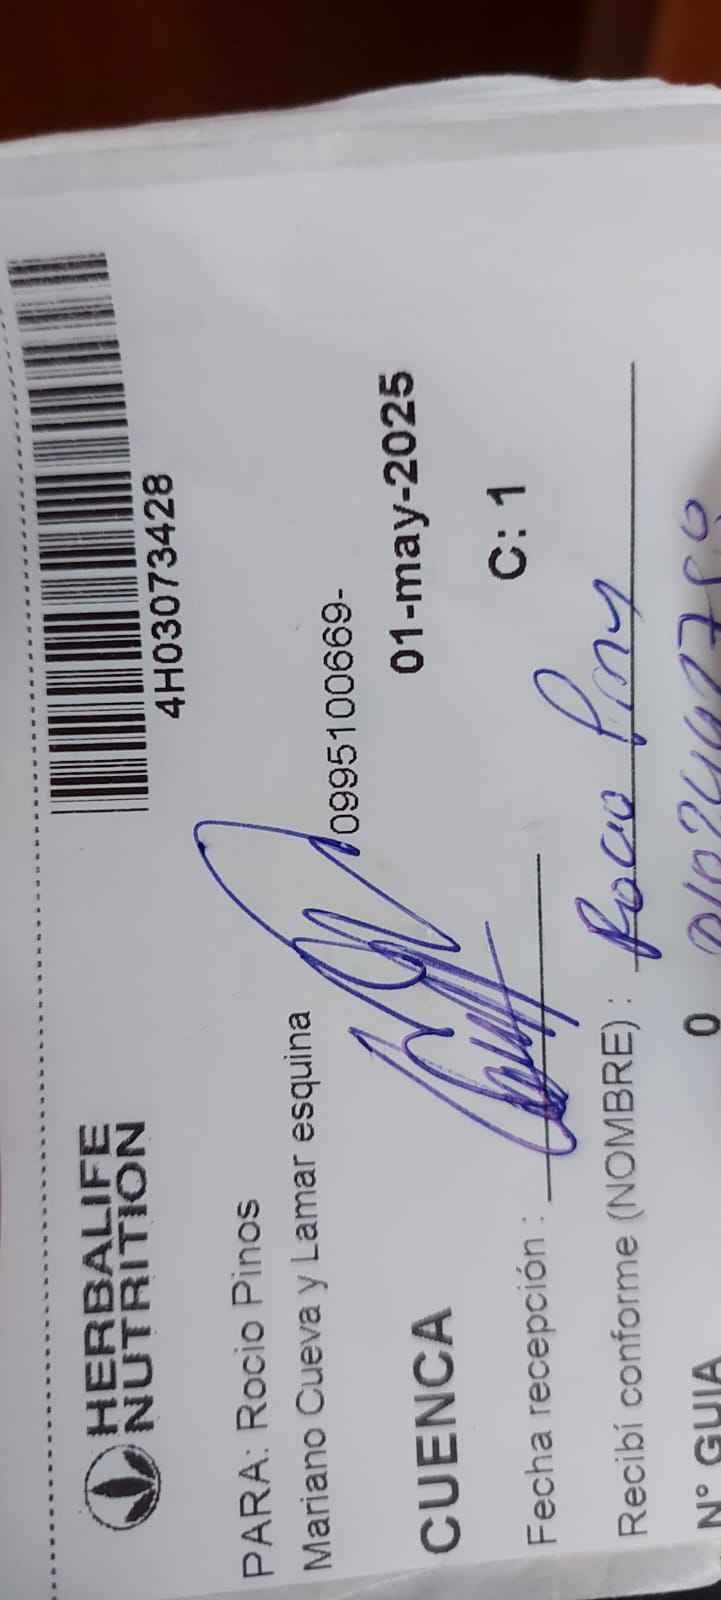 HERBALIFE
NUTRITION
4H03073428
PARA: Rocio Pinos
Mariano Cueva y Lamar esquina
0995100669-
CUENCA
01-may-2025
Fecha recepción :
C: 1
Recibí conforme (NOMBRE) : Rocio Pinos
N° GUIA
0